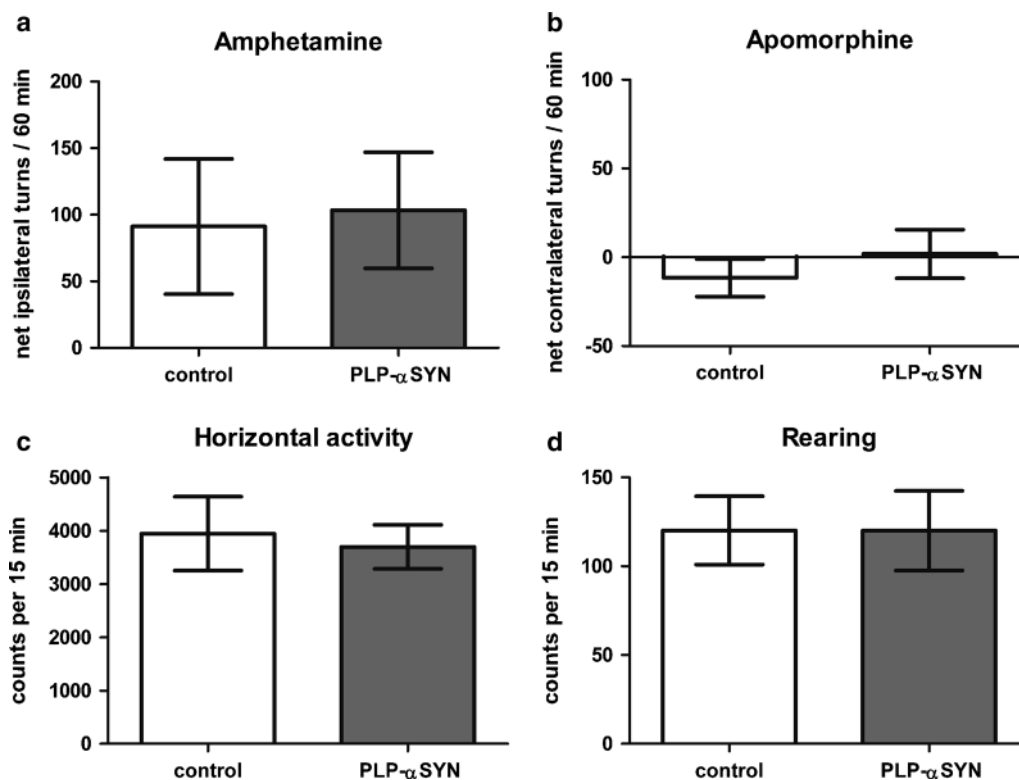 a
Amphetamine
net ipsilateral turns / 60 min
200
150
100
50
0
control
PLP-αSYN
b
Apomorphine
net contralateral turns / 60 min
100
50
0
-50
control
PLP-αSYN
c
Horizontal activity
counts per 15 min
5000
4000
3000
2000
1000
0
control
PLP-αSYN
d
Rearing
counts per 15 min
150
100
50
0
control
PLP-αSYN